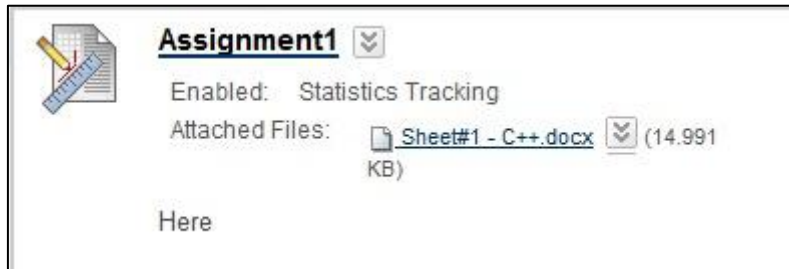 Assignment1
Enabled: Statistics Tracking
Attached Files: Sheet#1 - C++.docx (14.991
KB)
Here